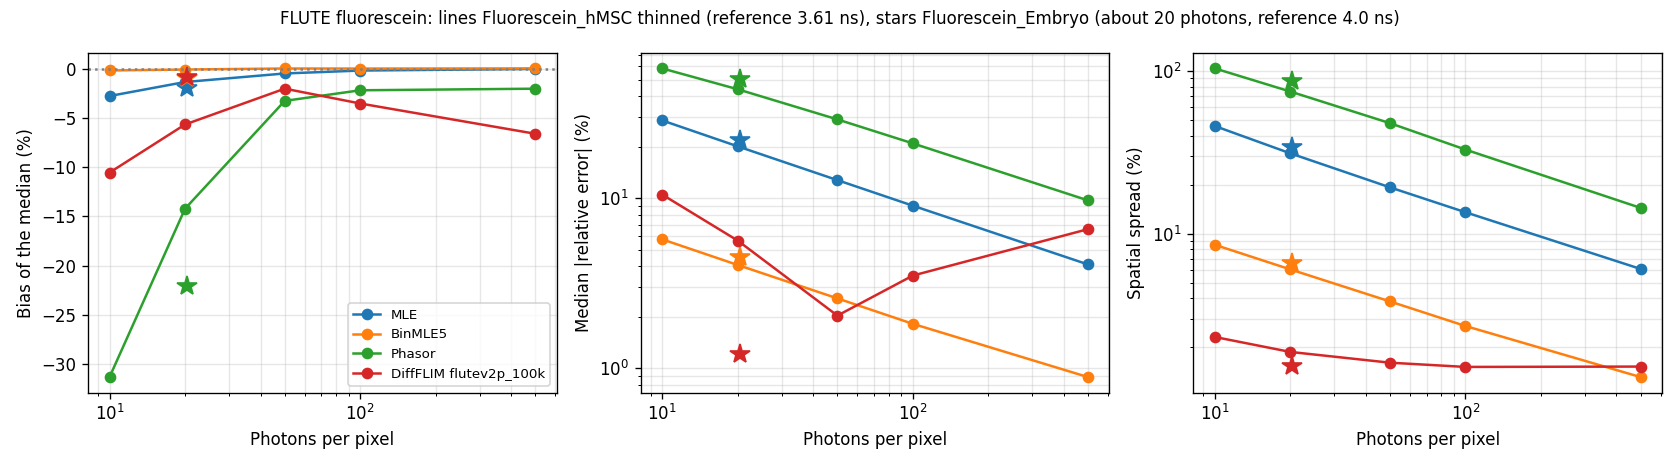 FLUTE fluorescein: lines Fluorescein_hMSC thinned (reference 3.61 ns), stars Fluorescein_Embryo (about 20 photons, reference 4.0 ns)
Bias of the median (%)
0
−5
−10
−15
−20
−25
−30
10^1
10^2
Photons per pixel
MLE
BinMLE5
Phasor
DiffFLIM flutev2p_100k
Median |relative error| (%)
10^1
10^0
10^1
10^2
Photons per pixel
Spatial spread (%)
10^2
10^1
10^1
10^2
Photons per pixel